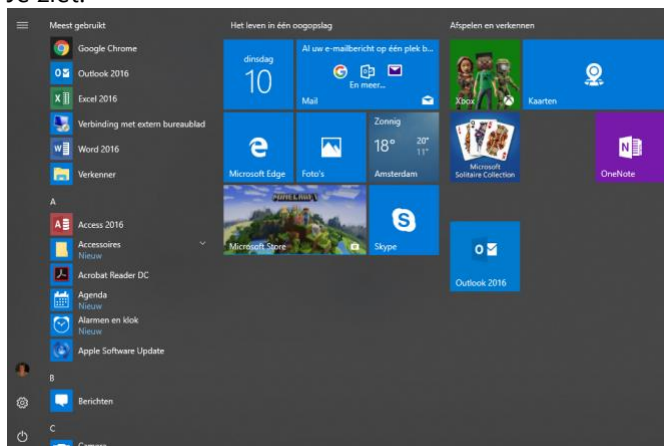 Je ziet:
Meest gebruikt
Google Chrome
Outlook 2016
Excel 2016
Verbinding met extern bureaublad
Word 2016
Verkenner
A
Access 2016
Accessoires
Nieuw
Acrobat Reader DC
Agenda
Nieuw
Alarmen en klok
Nieuw
Apple Software Update
B
Berichten
C
Camera
Het leven in één oogopslag
dinsdag
10
Al uw e-mailbericht op één plek b...
En meer...
Mail
Microsoft Edge
Foto's
Zonnig
18°
20°
11°
Amsterdam
MINECRAFT
Microsoft Store
Skype
Afspelen en verkennen
Xbox
Kaarten
Microsoft
Solitaire Collection
OneNote
Outlook 2016